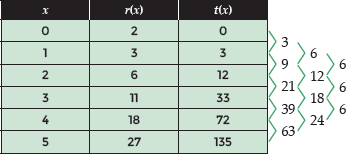 x r(x) t(x)
0 2 0
1 3 3
2 6 12
3 11 33
4 18 72
5 27 135
3 9 21 39 63
6 12 18 24
6 6 6